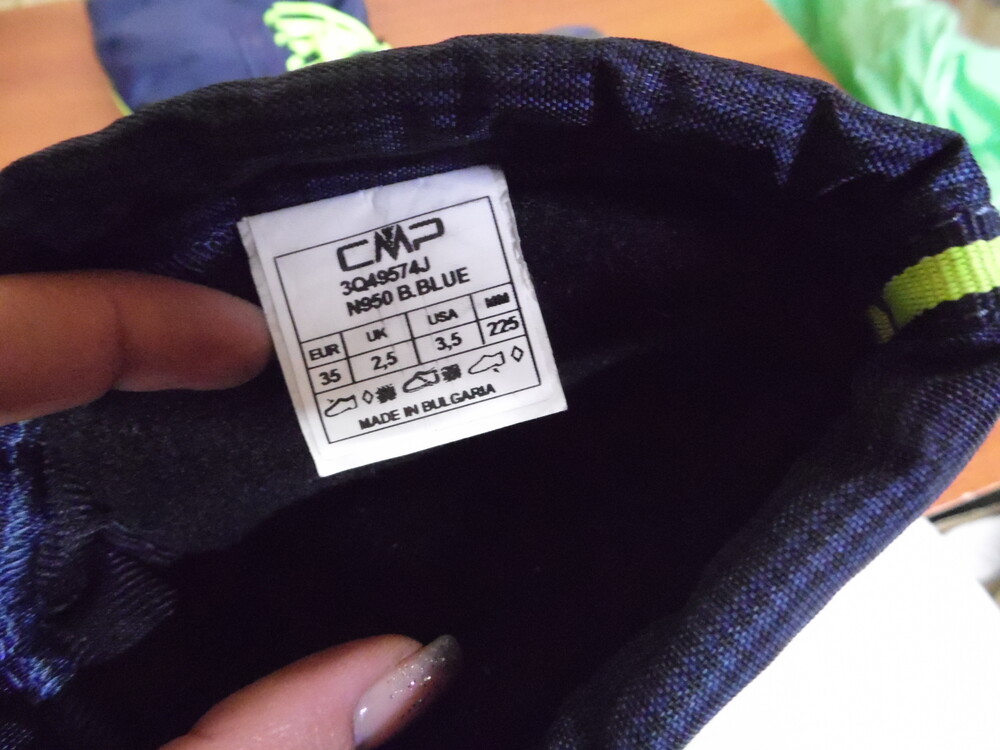 CMP
3Q49574J
N950 B.BLUE
EUR UK USA MM
35 2,5 3,5 225
MADE IN BULGARIA